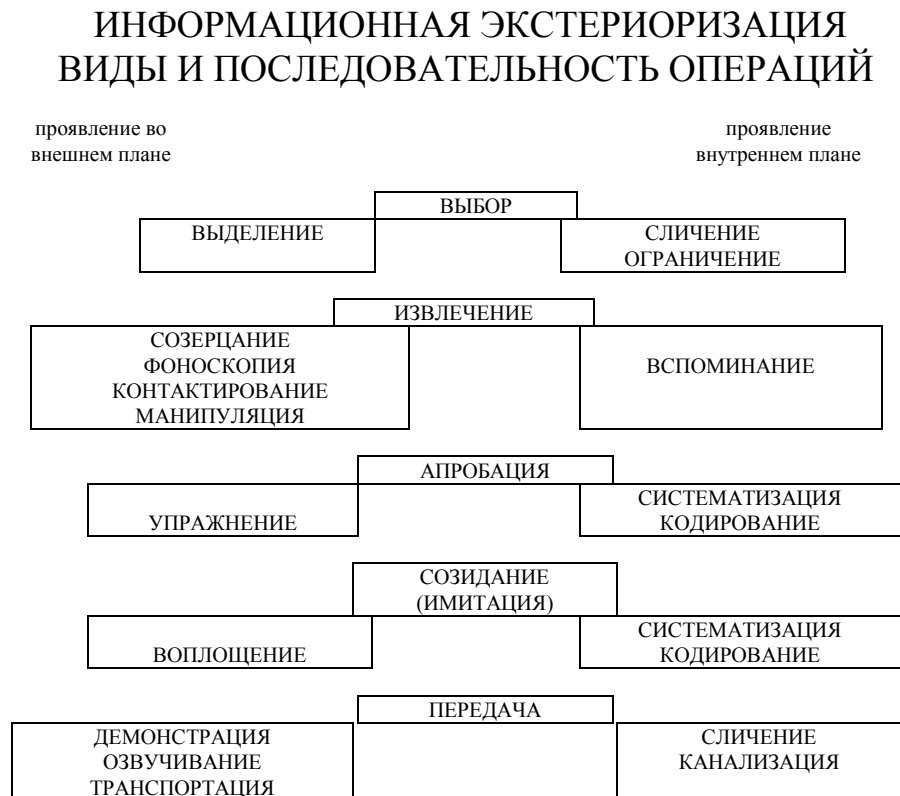 ИНФОРМАЦИОННАЯ ЭКСТЕРИОРИЗАЦИЯ
ВИДЫ И ПОСЛЕДОВАТЕЛЬНОСТЬ ОПЕРАЦИЙ
проявление во
внешнем плане
проявление
внутреннем плане
ВЫБОР
ВЫДЕЛЕНИЕ
СЛИЧЕНИЕ
ОГРАНИЧЕНИЕ
ИЗВЛЕЧЕНИЕ
СОЗЕРЦАНИЕ
ФОНОСКОПИЯ
КОНТАКТИРОВАНИЕ
МАНИПУЛЯЦИЯ
ВСПОМИНАНИЕ
АПРОБАЦИЯ
УПРАЖНЕНИЕ
СИСТЕМАТИЗАЦИЯ
КОДИРОВАНИЕ
СОЗИДАНИЕ
(ИМИТАЦИЯ)
ВОПЛОЩЕНИЕ
СИСТЕМАТИЗАЦИЯ
КОДИРОВАНИЕ
ПЕРЕДАЧА
ДЕМОНСТРАЦИЯ
ОЗВУЧИВАНИЕ
ТРАНСПОРТАЦИЯ
СЛИЧЕНИЕ
КАНАЛИЗАЦИЯ